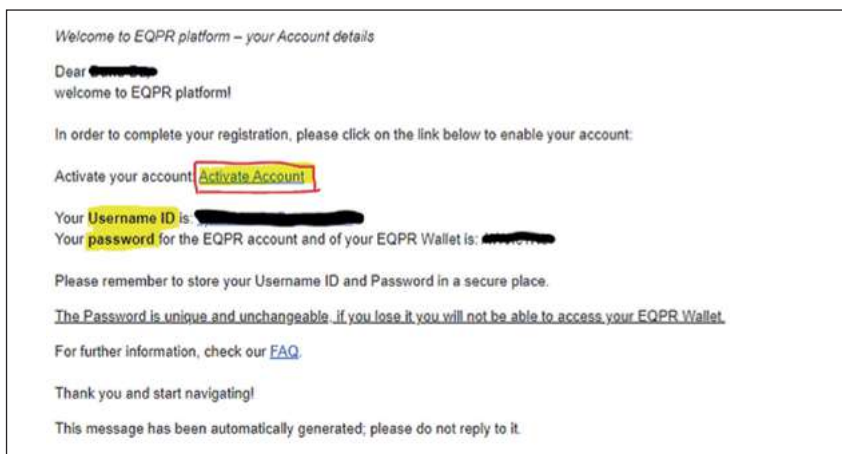 Welcome to EQPR platform – your Account details
Dear
welcome to EQPR platform!
In order to complete your registration, please click on the link below to enable your account:
Activate your account: Activate Account
Your Username ID is:
Your password for the EQPR account and of your EQPR Wallet is:
Please remember to store your Username ID and Password in a secure place.
The Password is unique and unchangeable, if you lose it you will not be able to access your EQPR Wallet.
For further information, check our FAQ.
Thank you and start navigating!
This message has been automatically generated; please do not reply to it.